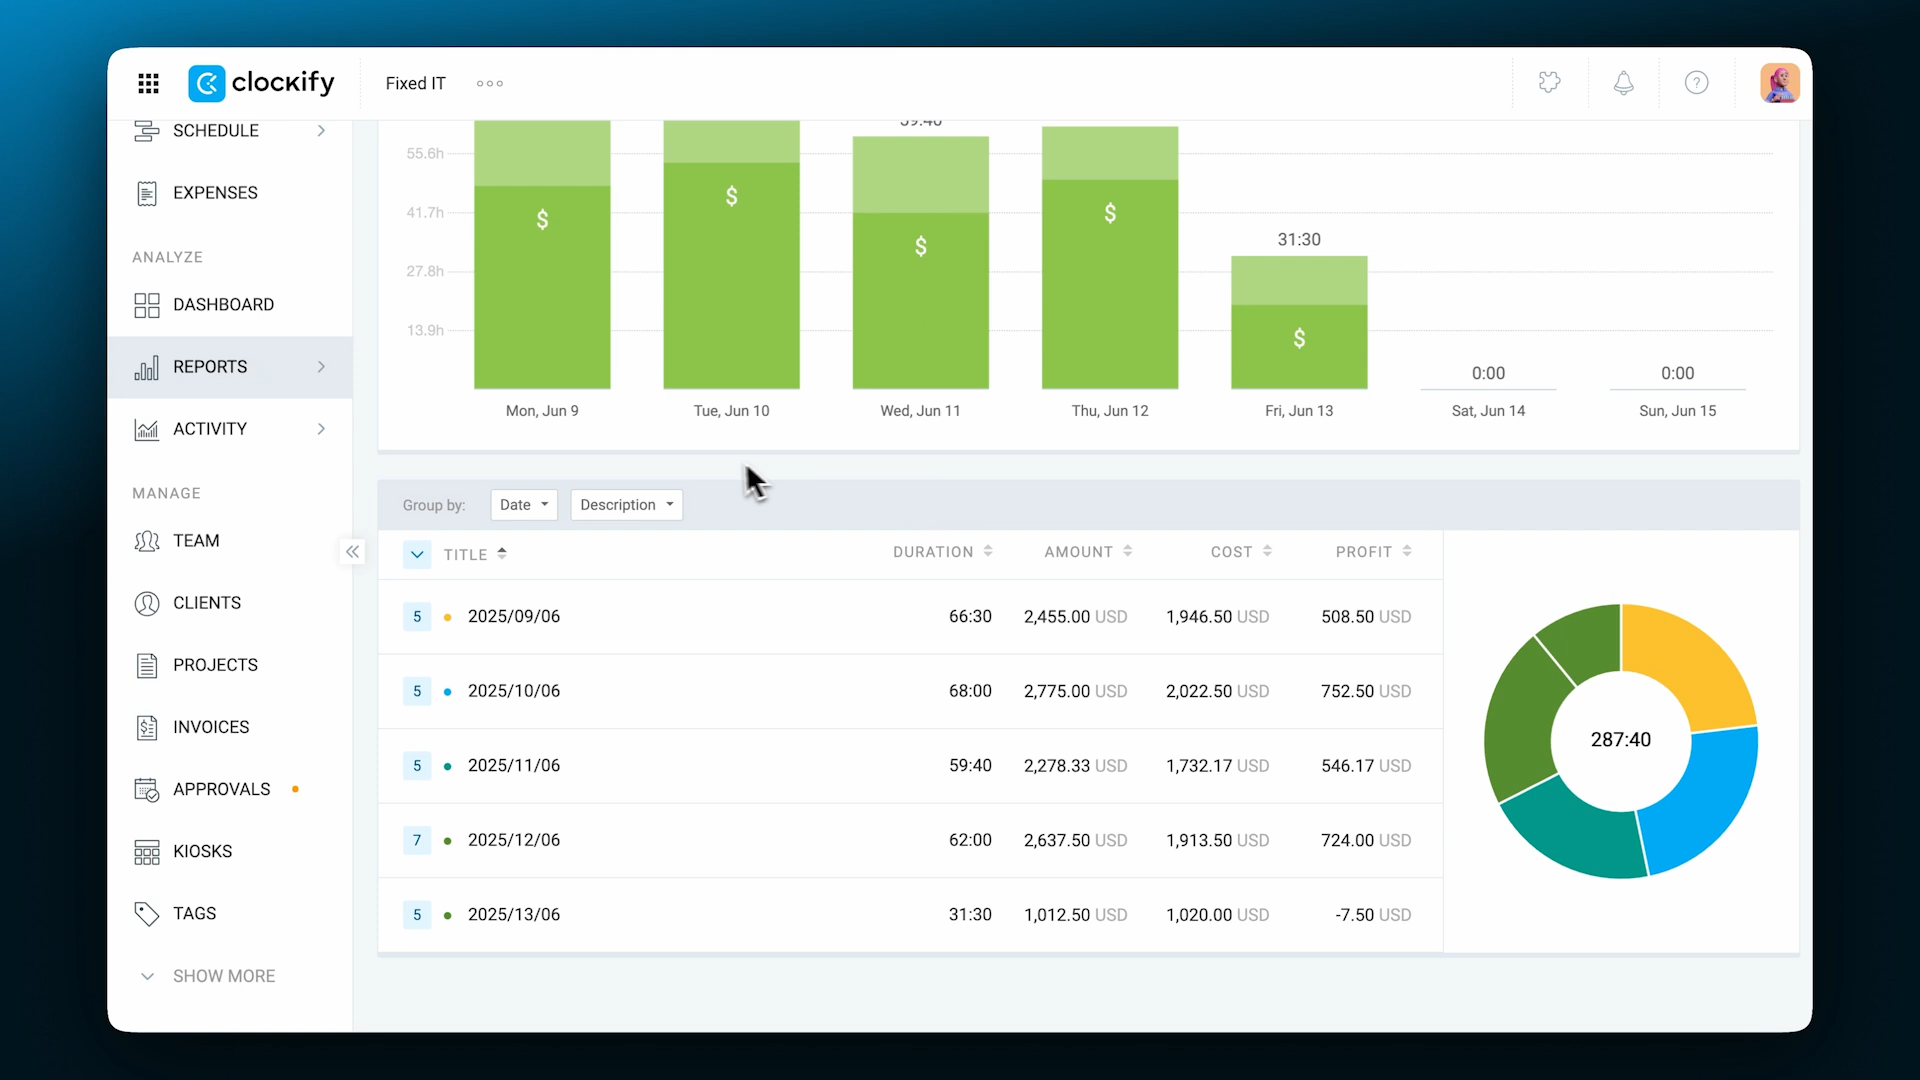 clockify
Fixed IT
SCHEDULE
EXPENSES
ANALYZE
DASHBOARD
REPORTS
ACTIVITY
MANAGE
TEAM
CLIENTS
PROJECTS
INVOICES
APPROVALS
KIOSKS
TAGS
SHOW MORE
59:40
55.6h
41.7h
27.8h
13.9h
$ $ $ $ $
31:30
0:00 0:00
Mon, Jun 9 Tue, Jun 10 Wed, Jun 11 Thu, Jun 12 Fri, Jun 13 Sat, Jun 14 Sun, Jun 15
Group by: Date Description
TITLE DURATION AMOUNT COST PROFIT
5 2025/09/06 66:30 2,455.00 USD 1,946.50 USD 508.50 USD
5 2025/10/06 68:00 2,775.00 USD 2,022.50 USD 752.50 USD
5 2025/11/06 59:40 2,278.33 USD 1,732.17 USD 546.17 USD
7 2025/12/06 62:00 2,637.50 USD 1,913.50 USD 724.00 USD
5 2025/13/06 31:30 1,012.50 USD 1,020.00 USD -7.50 USD
287:40